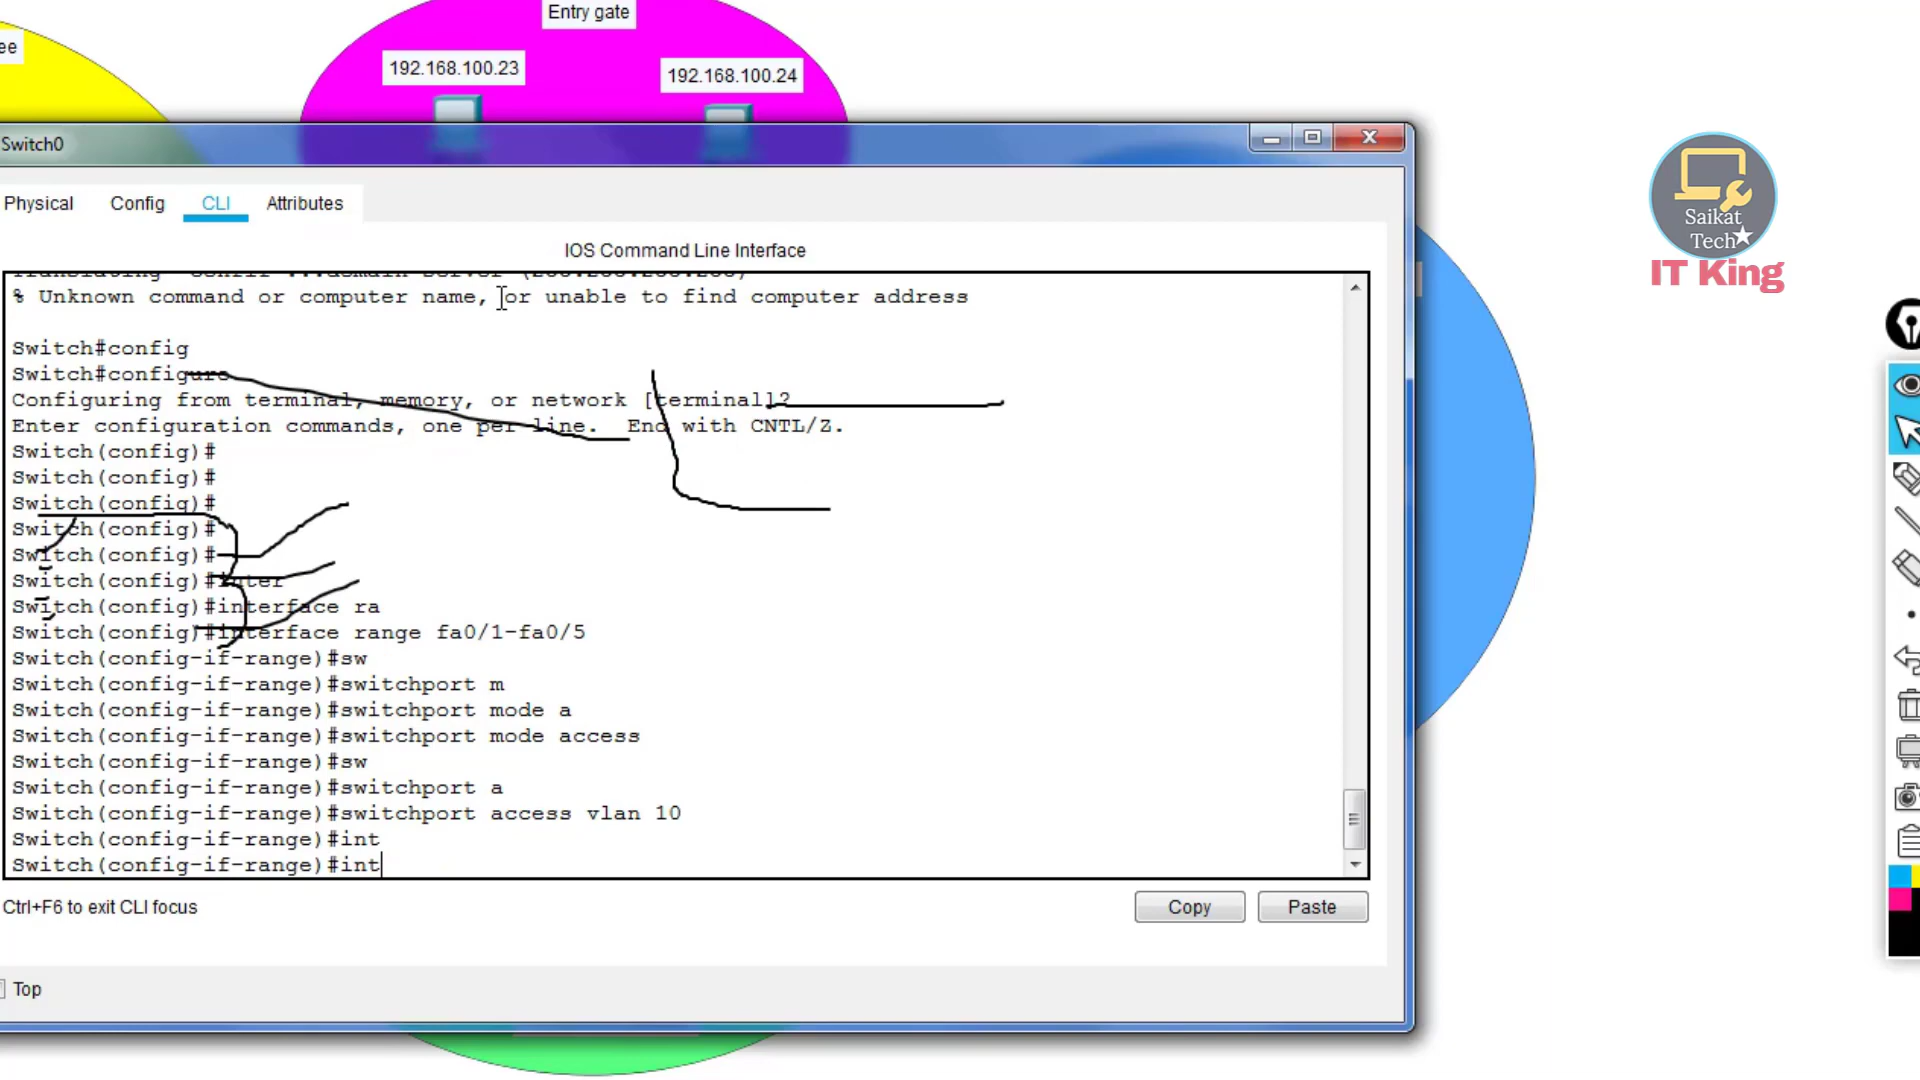 Entry gate
ee
192.168.100.23
192.168.100.24
Switch0
Physical
Config
CLI
Attributes
IOS Command Line Interface
% Unknown command or computer name, or unable to find computer address
Switch#config
Switch#configure
Configuring from terminal, memory, or network [terminal]?
Enter configuration commands, one per line.  End with CNTL/Z.
Switch(config)#
Switch(config)#
Switch(config)#
Switch(config)#
Switch(config)#
Switch(config)#inter
Switch(config)#interface ra
Switch(config)#interface range fa0/1-fa0/5
Switch(config-if-range)#sw
Switch(config-if-range)#switchport m
Switch(config-if-range)#switchport mode a
Switch(config-if-range)#switchport mode access
Switch(config-if-range)#sw
Switch(config-if-range)#switchport a
Switch(config-if-range)#switchport access vlan 10
Switch(config-if-range)#int
Switch(config-if-range)#int
Ctrl+F6 to exit CLI focus
Copy
Paste
Top
Saikat
Tech
IT King